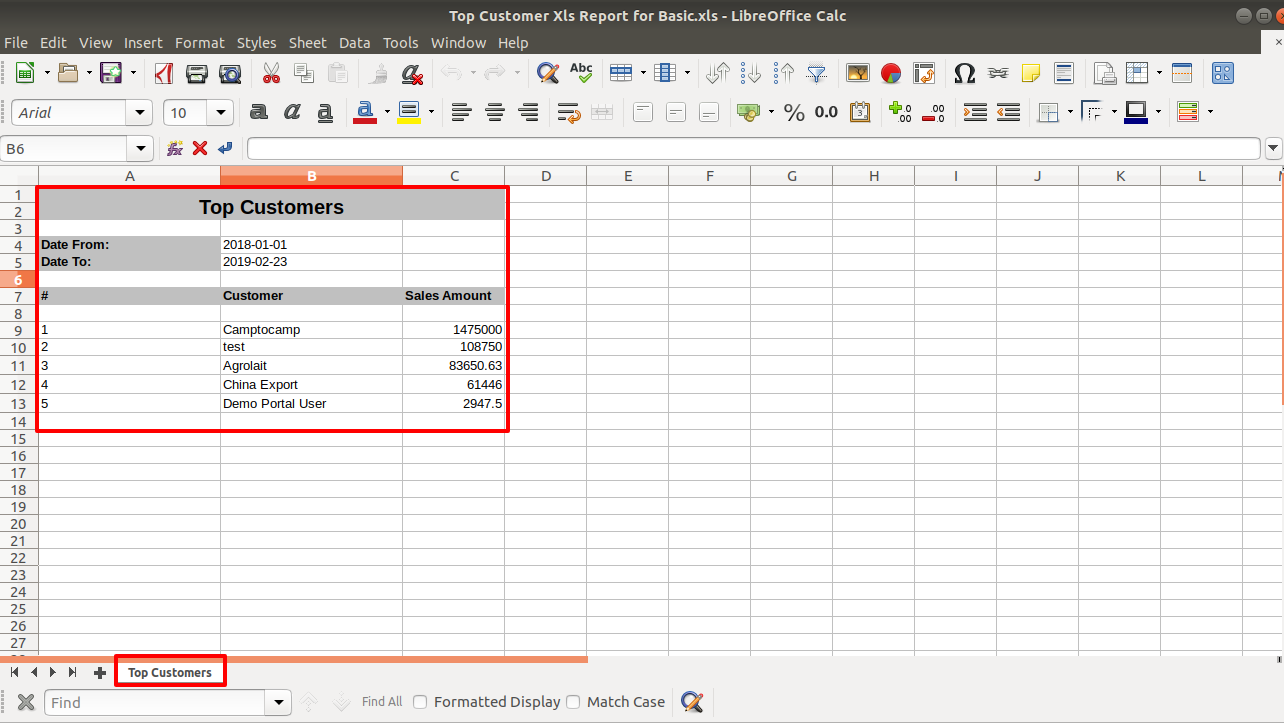 Top Customer Xls Report for Basic.xls - LibreOffice Calc
File Edit View Insert Format Styles Sheet Data Tools Window Help
Abc
Arial 10 a a a a % 0.0
B6
A B C D E F G H I J K L
1
2 Top Customers
3
4 Date From: 2018-01-01
5 Date To: 2019-02-23
6
7 # Customer Sales Amount
8
9 1 Camptocamp 1475000
10 2 test 108750
11 3 Agrolait 83650.63
12 4 China Export 61446
13 5 Demo Portal User 2947.5
14
15
16
17
18
19
20
21
22
23
24
25
26
27
Top Customers
Find Find All Formatted Display Match Case